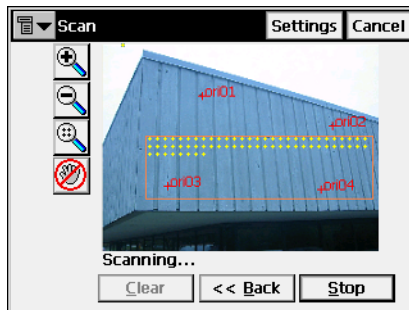 Scan Settings Cancel
ori01
ori02
ori03
ori04
Scanning...
Clear << Back Stop